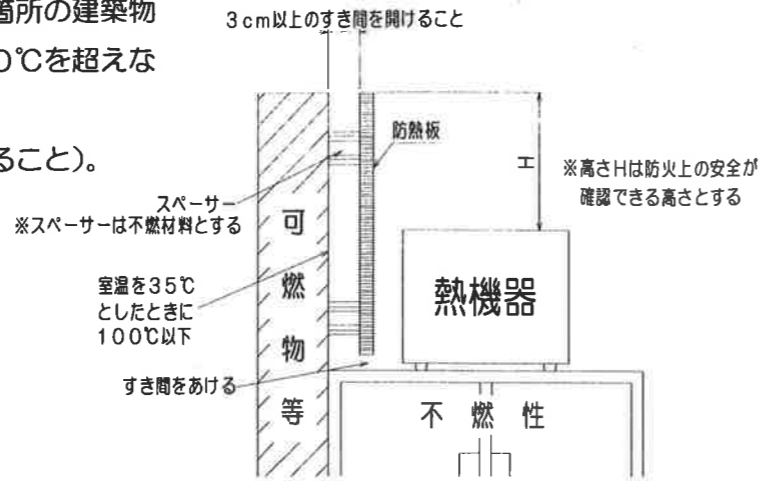 箇所の建築物
0℃を超えな
ること)。
3cm以上のすき間を開けること
防熱板
H
※高さHは防火上の安全が
確認できる高さとする
スペーサー
※スペーサーは不燃材料とする
可燃物等
熱機器
室温を35℃
としたときに
100℃以下
すき間をあける
不燃性